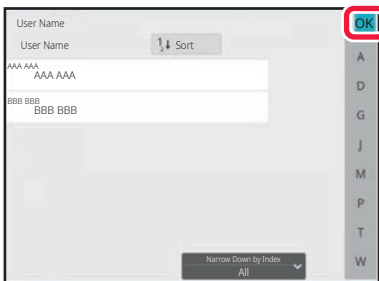 User Name
OK
User Name
Sort
A
AAA AAA
AAA AAA
D
BBB BBB
BBB BBB
G
J
M
P
T
Narrow Down by Index
All
W